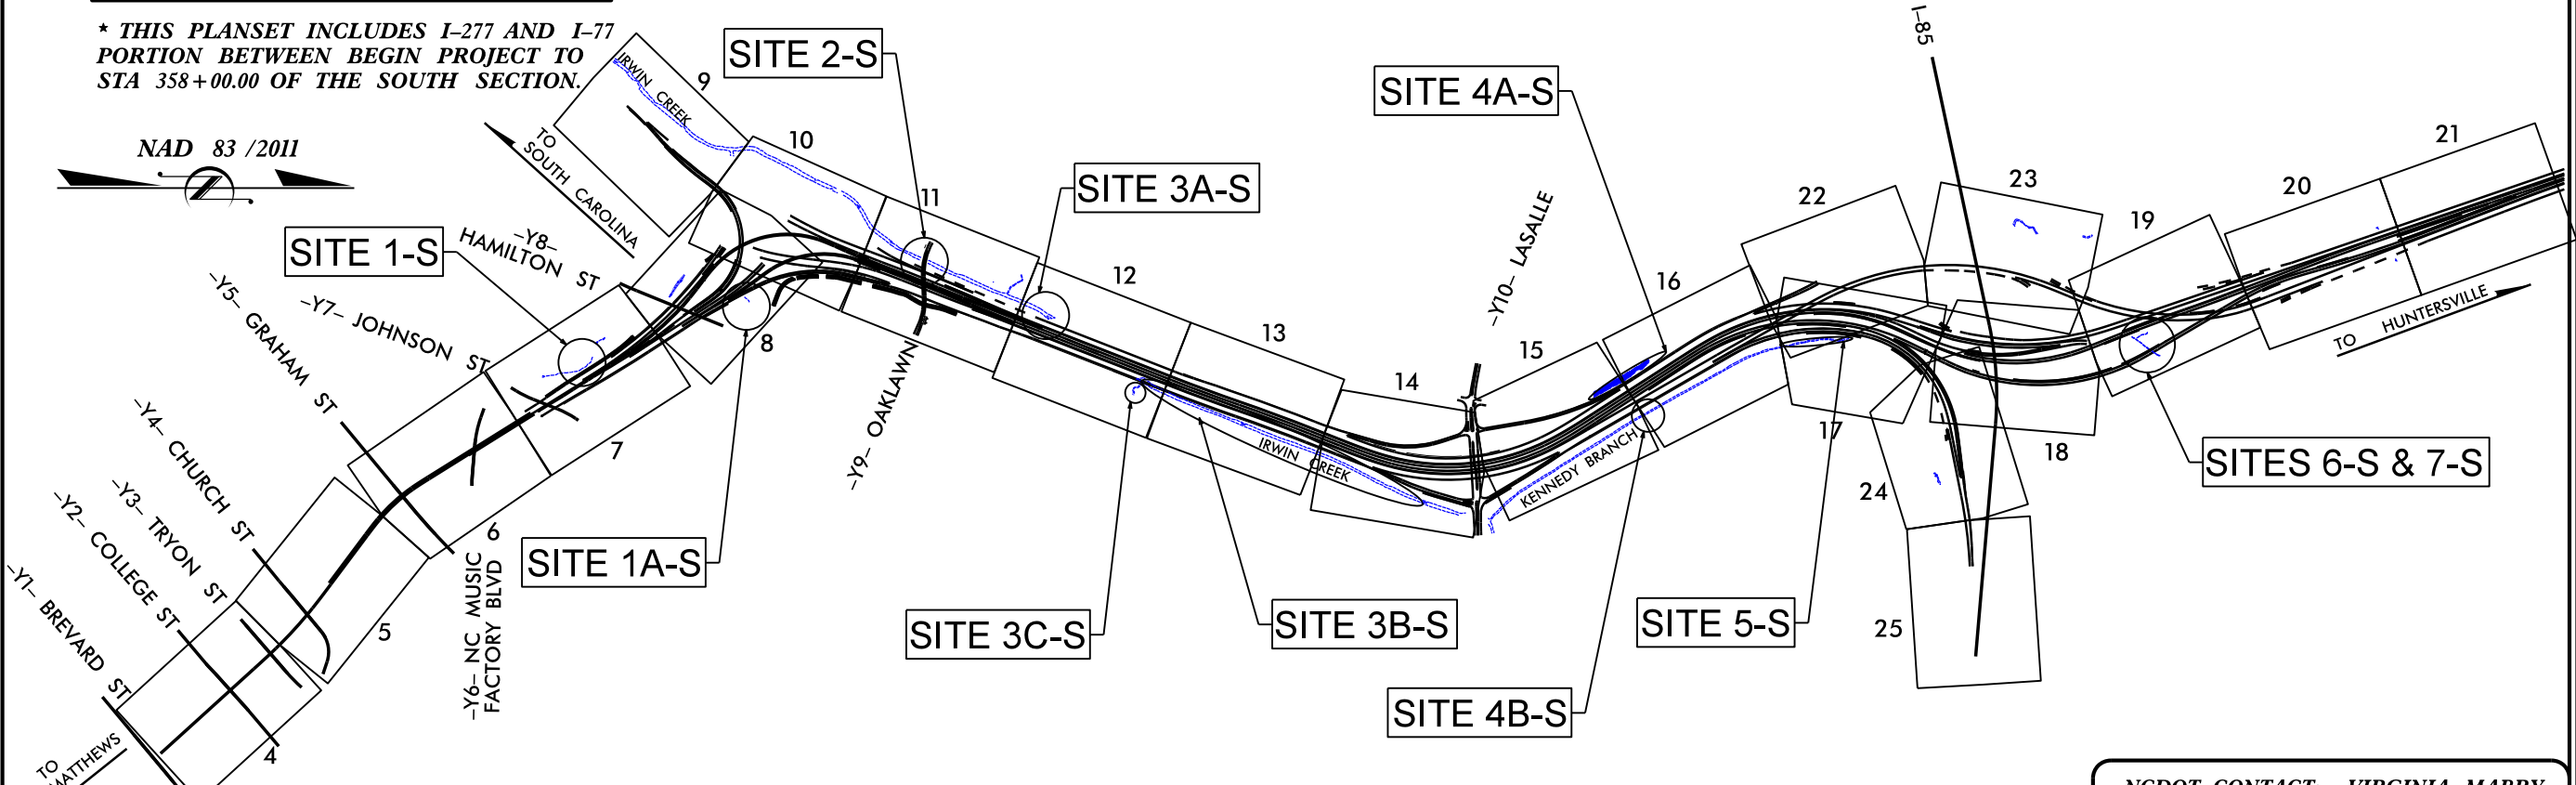 * THIS PLANSET INCLUDES I-277 AND I-77
PORTION BETWEEN BEGIN PROJECT TO
STA 358+00.00 OF THE SOUTH SECTION.
NAD 83 /2011
SITE 1-S
SITE 2-S
SITE 3A-S
SITE 4A-S
I-85
9
IRWIN CREEK
TO
SOUTH CAROLINA
10
11
12
13
14
15
16
22
23
19
20
21
-Y8-
HAMILTON ST
-Y7- JOHNSON ST
-Y5- GRAHAM ST
-Y4- CHURCH ST
-Y3- TRYON ST
-Y2- COLLEGE ST
-Y1- BREVARD ST
TO
MATTHEWS
4
5
6
7
8
-Y6- NC MUSIC
FACTORY BLVD
-Y9- OAKLAWN
-Y10- LASALLE
IRWIN CREEK
KENNEDY BRANCH
17
18
24
25
TO HUNTERSVILLE
SITE 1A-S
SITE 3C-S
SITE 3B-S
SITE 4B-S
SITE 5-S
SITES 6-S & 7-S
NCDOT CONTACT: VIRGINIA MABRY